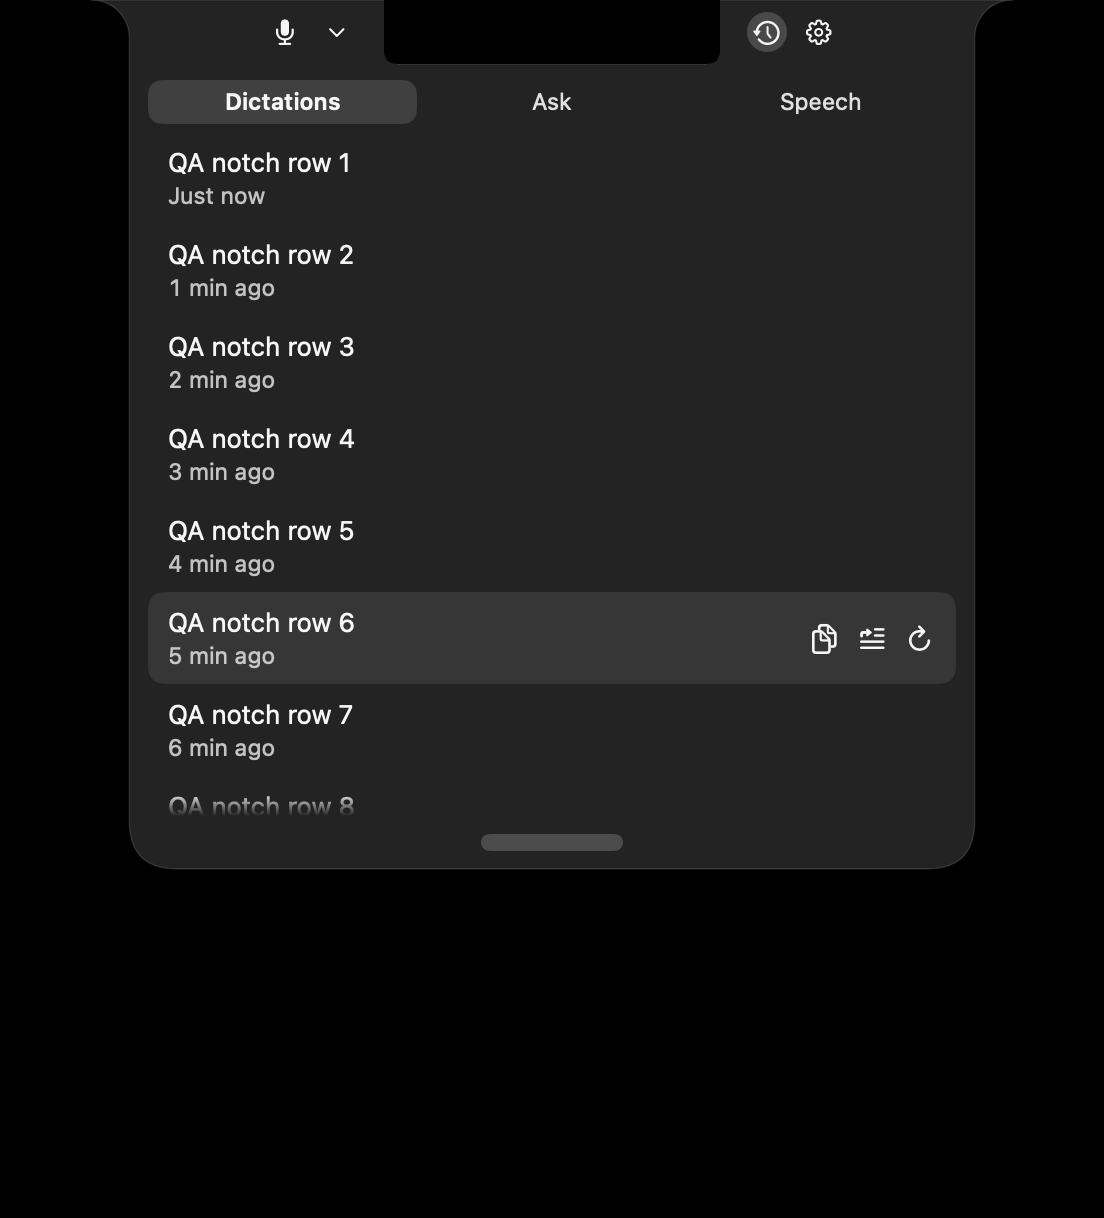 Dictations
Ask
Speech
QA notch row 1
Just now
QA notch row 2
1 min ago
QA notch row 3
2 min ago
QA notch row 4
3 min ago
QA notch row 5
4 min ago
QA notch row 6
5 min ago
QA notch row 7
6 min ago
QA notch row 8